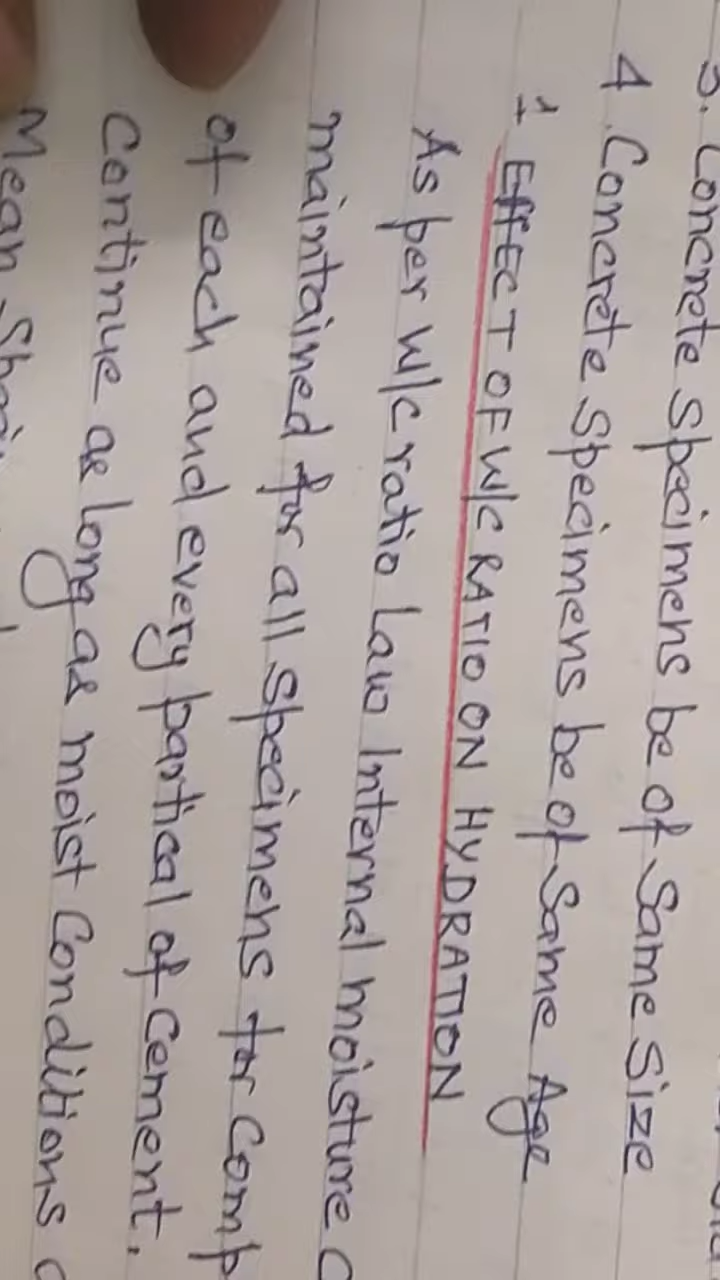 3. Concrete Specimens be of Same Size
4. Concrete Specimens be of Same Age
1 EFFECT OF W/C RATIO ON HYDRATION
As per W/C ratio Law Internal moisture
maintained for all Specimens for Comp
of each and every partical of Cement.
Continue as long as moist Conditions
Mean